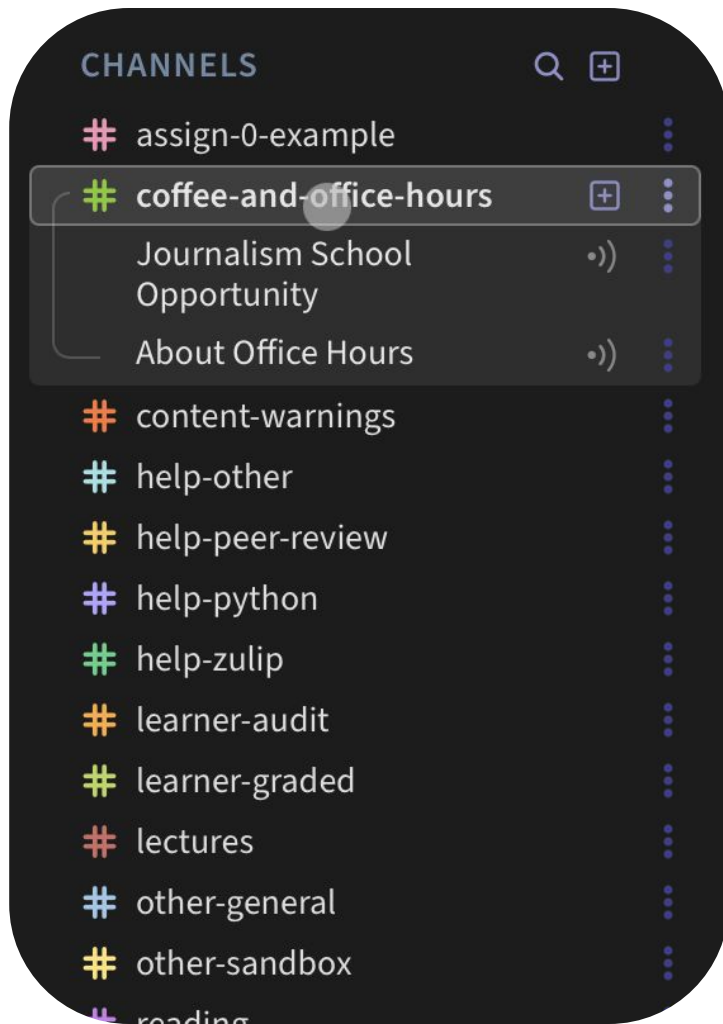 CHANNELS
# assign-0-example
# coffee-and-office-hours
Journalism School
Opportunity
About Office Hours
# content-warnings
# help-other
# help-peer-review
# help-python
# help-zulip
# learner-audit
# learner-graded
# lectures
# other-general
# other-sandbox
# reading